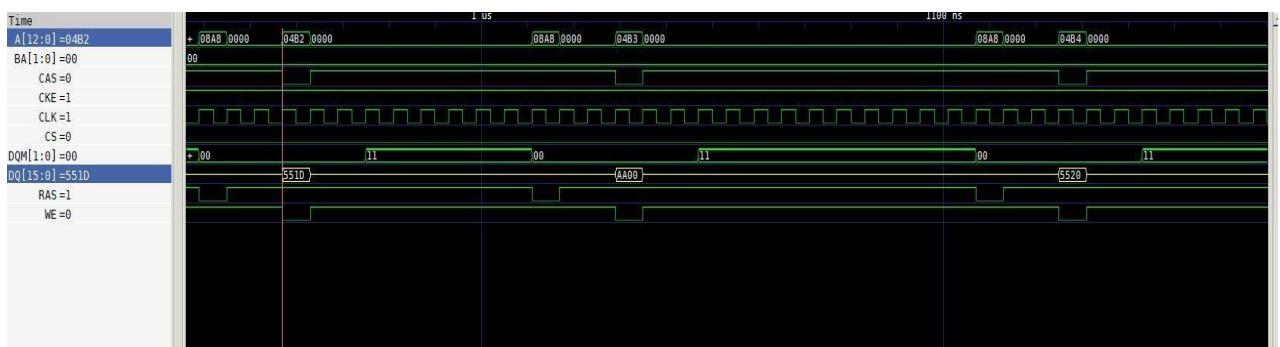 Time 1 us 1100 ns
A[12:0]=04B2 + 08A8 0000 04B2 0000 08A8 0000 04B3 0000 08A8 0000 04B4 0000
BA[1:0]=00 00
CAS=0
CKE=1
CLK=1
CS=0
DQM[1:0]=00 + 00 11 00 11 00 11
DQ[15:0]=551D 551D AA00 5520
RAS=1
WE=0